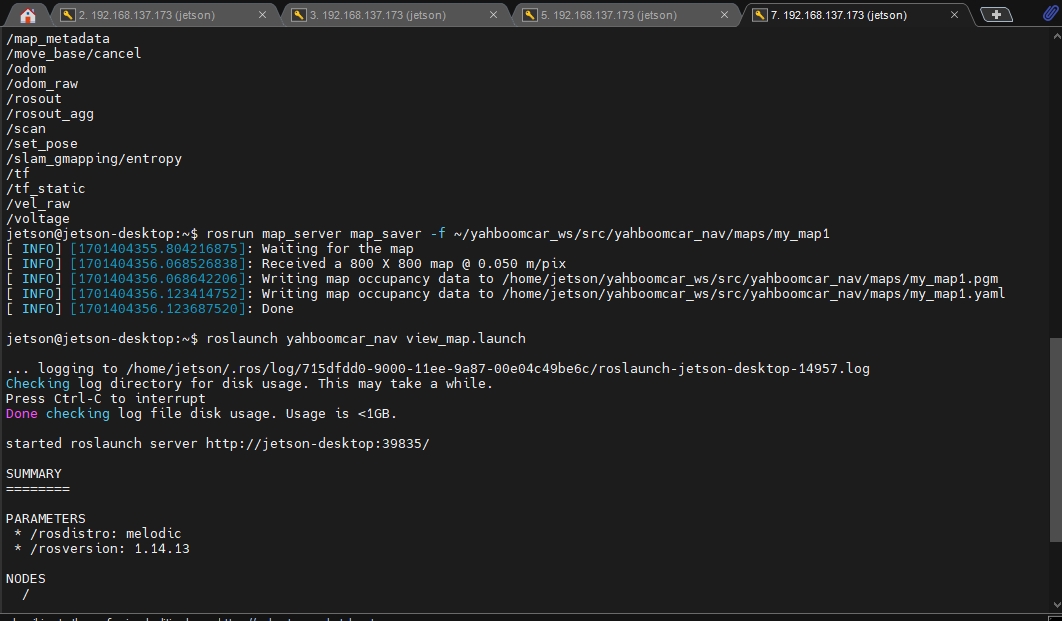 2. 192.168.137.173 (jetson)
3. 192.168.137.173 (jetson)
5. 192.168.137.173 (jetson)
7. 192.168.137.173 (jetson)
/map_metadata
/move_base/cancel
/odom
/odom_raw
/rosout
/rosout_agg
/scan
/set_pose
/slam_gmapping/entropy
/tf
/tf_static
/vel_raw
/voltage
jetson@jetson-desktop:~$ rosrun map_server map_saver -f ~/yahboomcar_ws/src/yahboomcar_nav/maps/my_map1
[ INFO] [1701404355.804216875]: Waiting for the map
[ INFO] [1701404356.068526838]: Received a 800 X 800 map @ 0.050 m/pix
[ INFO] [1701404356.068642206]: Writing map occupancy data to /home/jetson/yahboomcar_ws/src/yahboomcar_nav/maps/my_map1.pgm
[ INFO] [1701404356.123414752]: Writing map occupancy data to /home/jetson/yahboomcar_ws/src/yahboomcar_nav/maps/my_map1.yaml
[ INFO] [1701404356.123687520]: Done
jetson@jetson-desktop:~$ roslaunch yahboomcar_nav view_map.launch
... logging to /home/jetson/.ros/log/715dfdd0-9000-11ee-9a87-00e04c49be6c/roslaunch-jetson-desktop-14957.log
Checking log directory for disk usage. This may take a while.
Press Ctrl-C to interrupt
Done checking log file disk usage. Usage is <1GB.
started roslaunch server http://jetson-desktop:39835/
SUMMARY
========
PARAMETERS
* /rosdistro: melodic
* /rosversion: 1.14.13
NODES
/